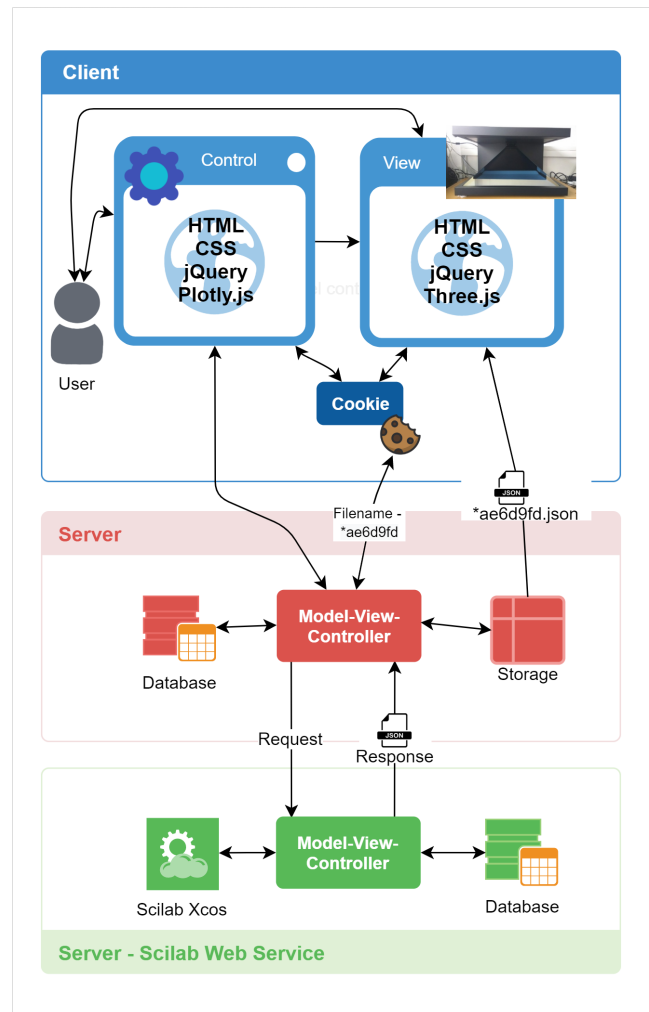 Client
Control
View
HTML
CSS
jQuery
Plotly.js
HTML
CSS
jQuery
Three.js
User
Cookie
JSON
*ae6d9fd.json
Filename -
*ae6d9fd
Server
Model-View-
Controller
Database
Storage
Request
JSON
Response
Model-View-
Controller
Scilab Xcos
Database
Server - Scilab Web Service